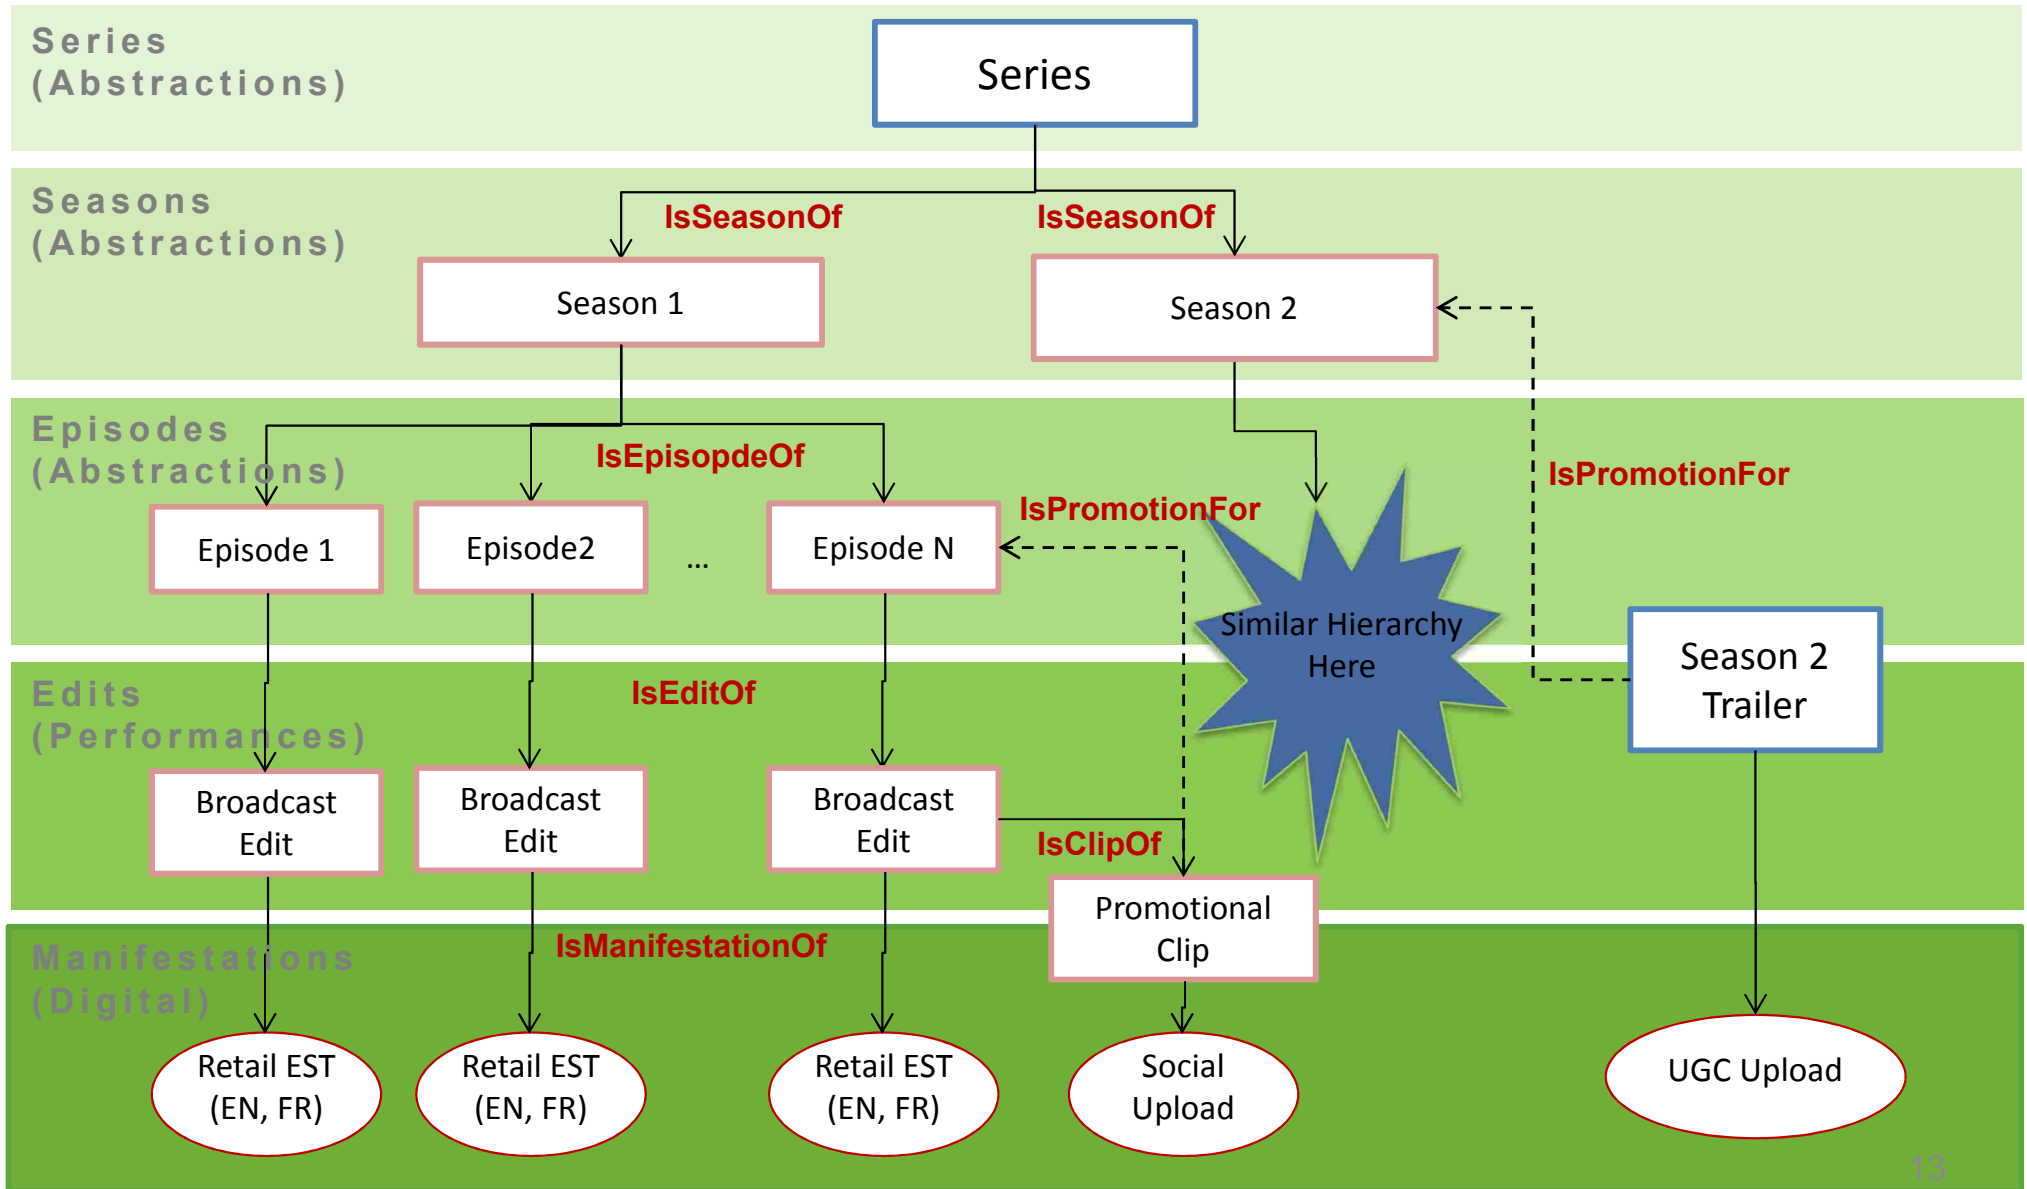 Series
(Abstractions)
Series
Seasons
(Abstractions)
IsSeasonOf
IsSeasonOf
Season 1
Season 2
Episodes
(Abstractions)
IsEpisopdeOf
IsPromotionFor
IsPromotionFor
Episode 1
Episode2
...
Episode N
Similar Hierarchy
Here
Season 2
Trailer
Edits
(Performances)
IsEditOf
Broadcast
Edit
Broadcast
Edit
Broadcast
Edit
IsClipOf
Promotional
Clip
Manifestations
(Digital)
IsManifestationOf
Retail EST
(EN, FR)
Retail EST
(EN, FR)
Retail EST
(EN, FR)
Social
Upload
UGC Upload
13